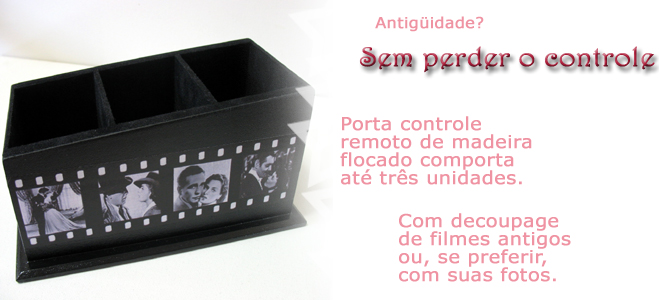 Antigüidade?
Sem perder o controle
Porta controle
remoto de madeira
flocado comporta
até três unidades.
Com decoupage
de filmes antigos
ou, se preferir,
com suas fotos.